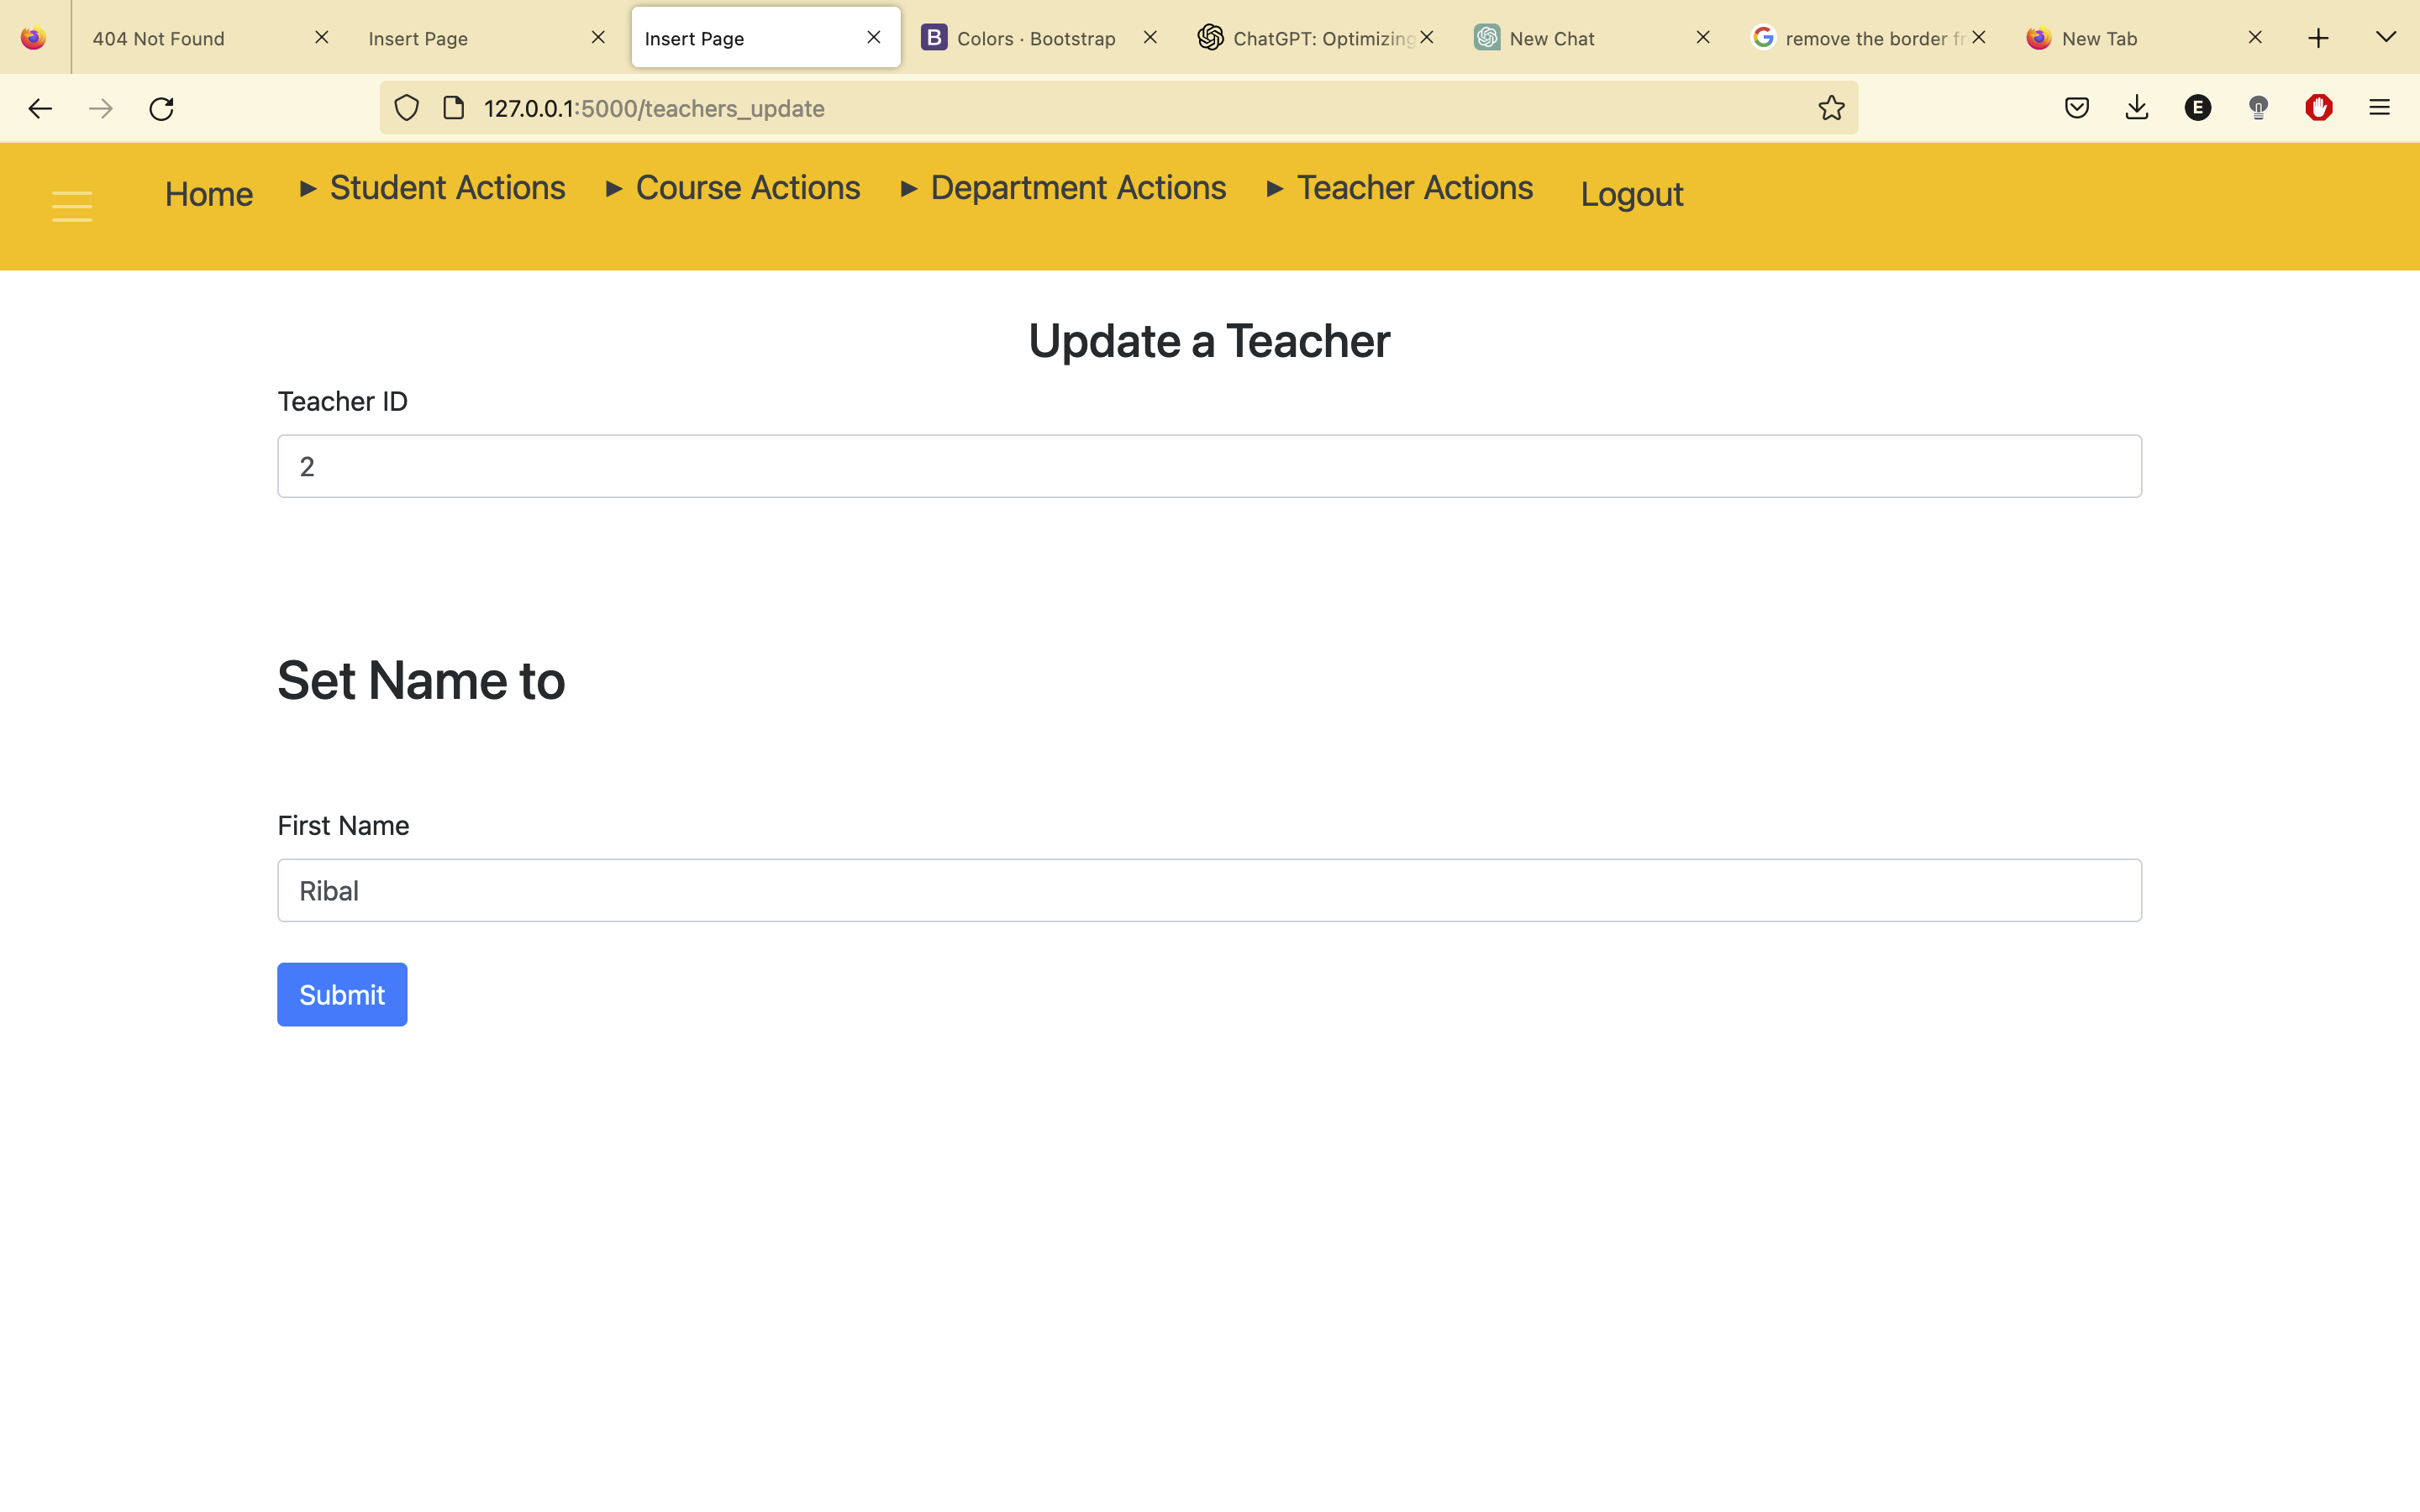 404 Not Found
Insert Page
Insert Page
B Colors · Bootstrap
ChatGPT: Optimizing
New Chat
G remove the border fr
New Tab
127.0.0.1:5000/teachers_update
E
Home
Student Actions
Course Actions
Department Actions
Teacher Actions
Logout
Update a Teacher
Teacher ID
2
Set Name to
First Name
Ribal
Submit